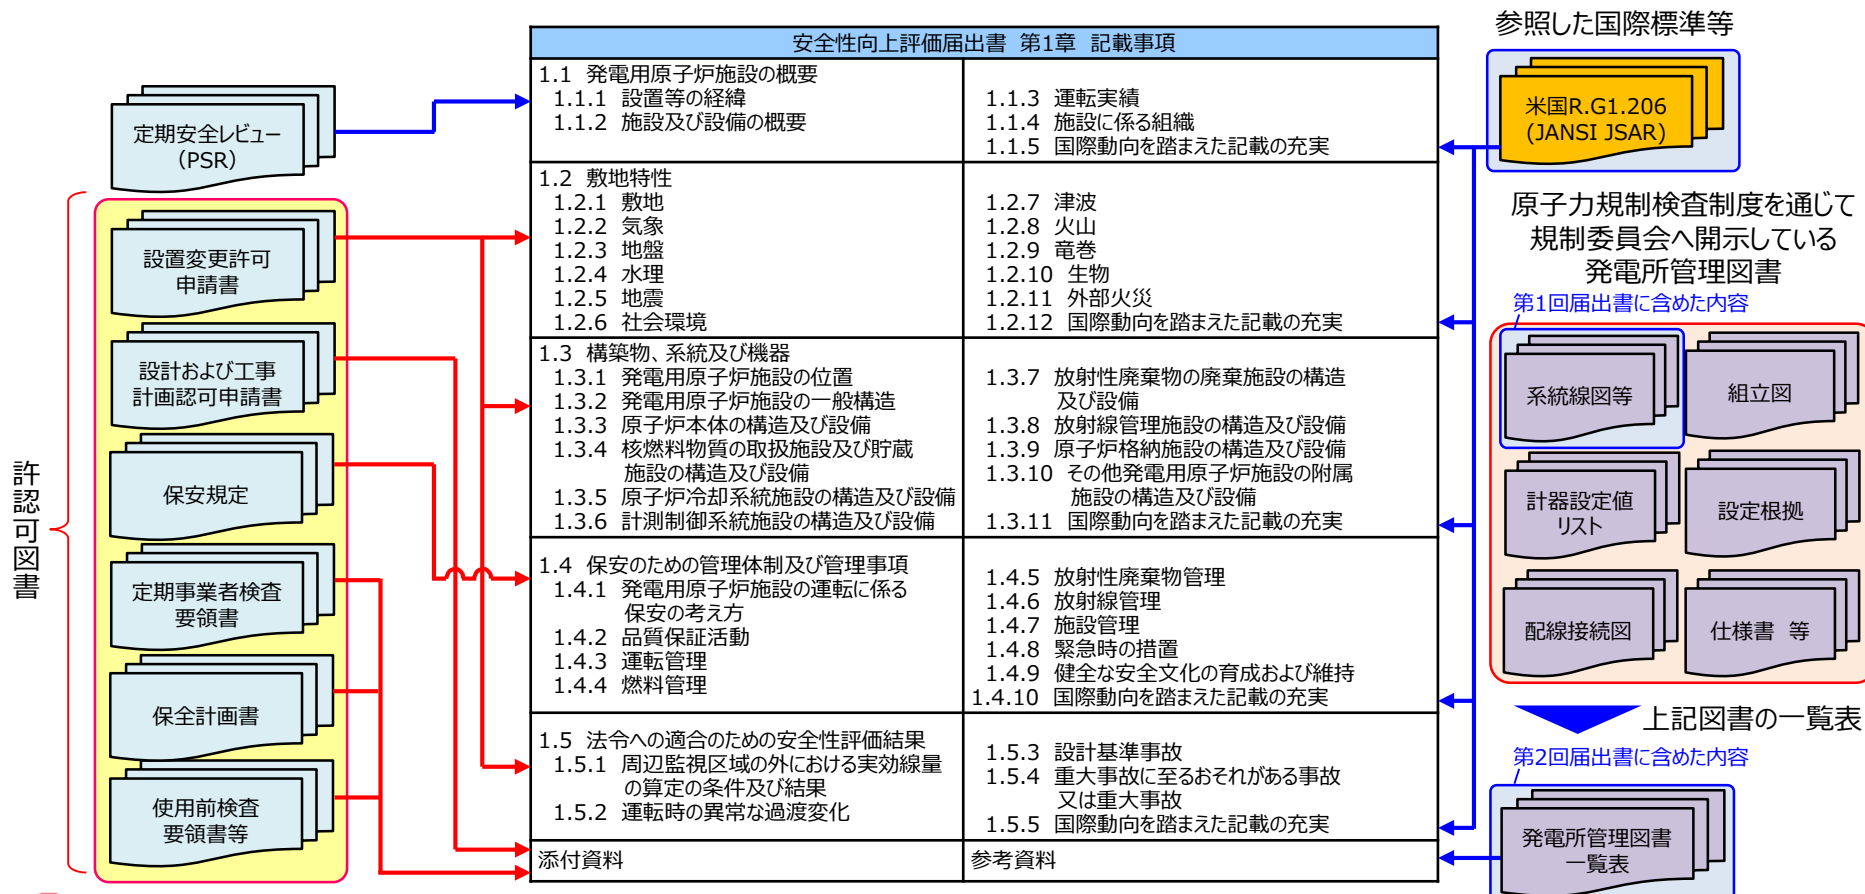 参照した国際標準等
安全性向上評価届出書 第1章 記載事項
定期安全レビュー
(PSR)
許認可図書
設置変更許可
申請書
設計および工事
計画認可申請書
保安規定
定期事業者検査
要領書
保全計画書
使用前検査
要領書等
1.1 発電用原子炉施設の概要
1.1.1 設置等の経緯
1.1.2 施設及び設備の概要
1.1.3 運転実績
1.1.4 施設に係る組織
1.1.5 国際動向を踏まえた記載の充実
1.2 敷地特性
1.2.1 敷地
1.2.2 気象
1.2.3 地盤
1.2.4 水理
1.2.5 地震
1.2.6 社会環境
1.2.7 津波
1.2.8 火山
1.2.9 竜巻
1.2.10 生物
1.2.11 外部火災
1.2.12 国際動向を踏まえた記載の充実
1.3 構築物、系統及び機器
1.3.1 発電用原子炉施設の位置
1.3.2 発電用原子炉施設の一般構造
1.3.3 原子炉本体の構造及び設備
1.3.4 核燃料物質の取扱施設及び貯蔵
施設の構造及び設備
1.3.5 原子炉冷却系統施設の構造及び設備
1.3.6 計測制御系統施設の構造及び設備
1.3.7 放射性廃棄物の廃棄施設の構造
及び設備
1.3.8 放射線管理施設の構造及び設備
1.3.9 原子炉格納施設の構造及び設備
1.3.10 その他発電用原子炉施設の附属
施設の構造及び設備
1.3.11 国際動向を踏まえた記載の充実
1.4 保安のための管理体制及び管理事項
1.4.1 発電用原子炉施設の運転に係る
保安の考え方
1.4.2 品質保証活動
1.4.3 運転管理
1.4.4 燃料管理
1.4.5 放射性廃棄物管理
1.4.6 放射線管理
1.4.7 施設管理
1.4.8 緊急時の措置
1.4.9 健全な安全文化の育成および維持
1.4.10 国際動向を踏まえた記載の充実
1.5 法令への適合のための安全性評価結果
1.5.1 周辺監視区域の外における実効線量
の算定の条件及び結果
1.5.2 運転時の異常な過渡変化
1.5.3 設計基準事故
1.5.4 重大事故に至るおそれがある事故
又は重大事故
1.5.5 国際動向を踏まえた記載の充実
添付資料
参考資料
米国R.G1.206
(JANSI JSAR)
原子力規制検査制度を通じて
規制委員会へ開示している
発電所管理図書
第1回届出書に含めた内容
系統線図等
組立図
計器設定値
リスト
設定根拠
配線接続図
仕様書 等
上記図書の一覧表
第2回届出書に含めた内容
発電所管理図書
一覧表